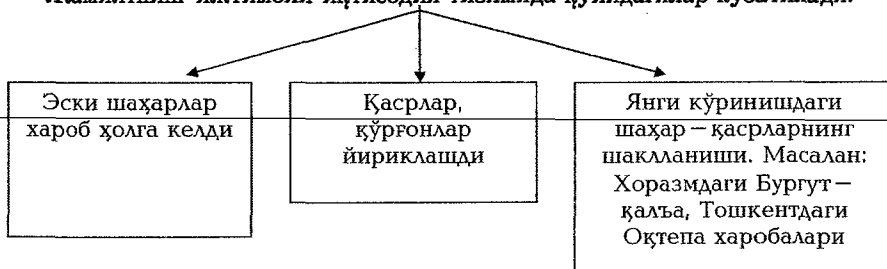 Эски шаҳарлар
хароб ҳолга келди
Қасрлар,
қўрғонлар
йириклашди
Янги кўринишдаги
шаҳар – қасрларнинг
шаклланиши. Масалан:
Хоразмдаги Бургут –
қалъа, Тошкентдаги
Оқтепа харобалари